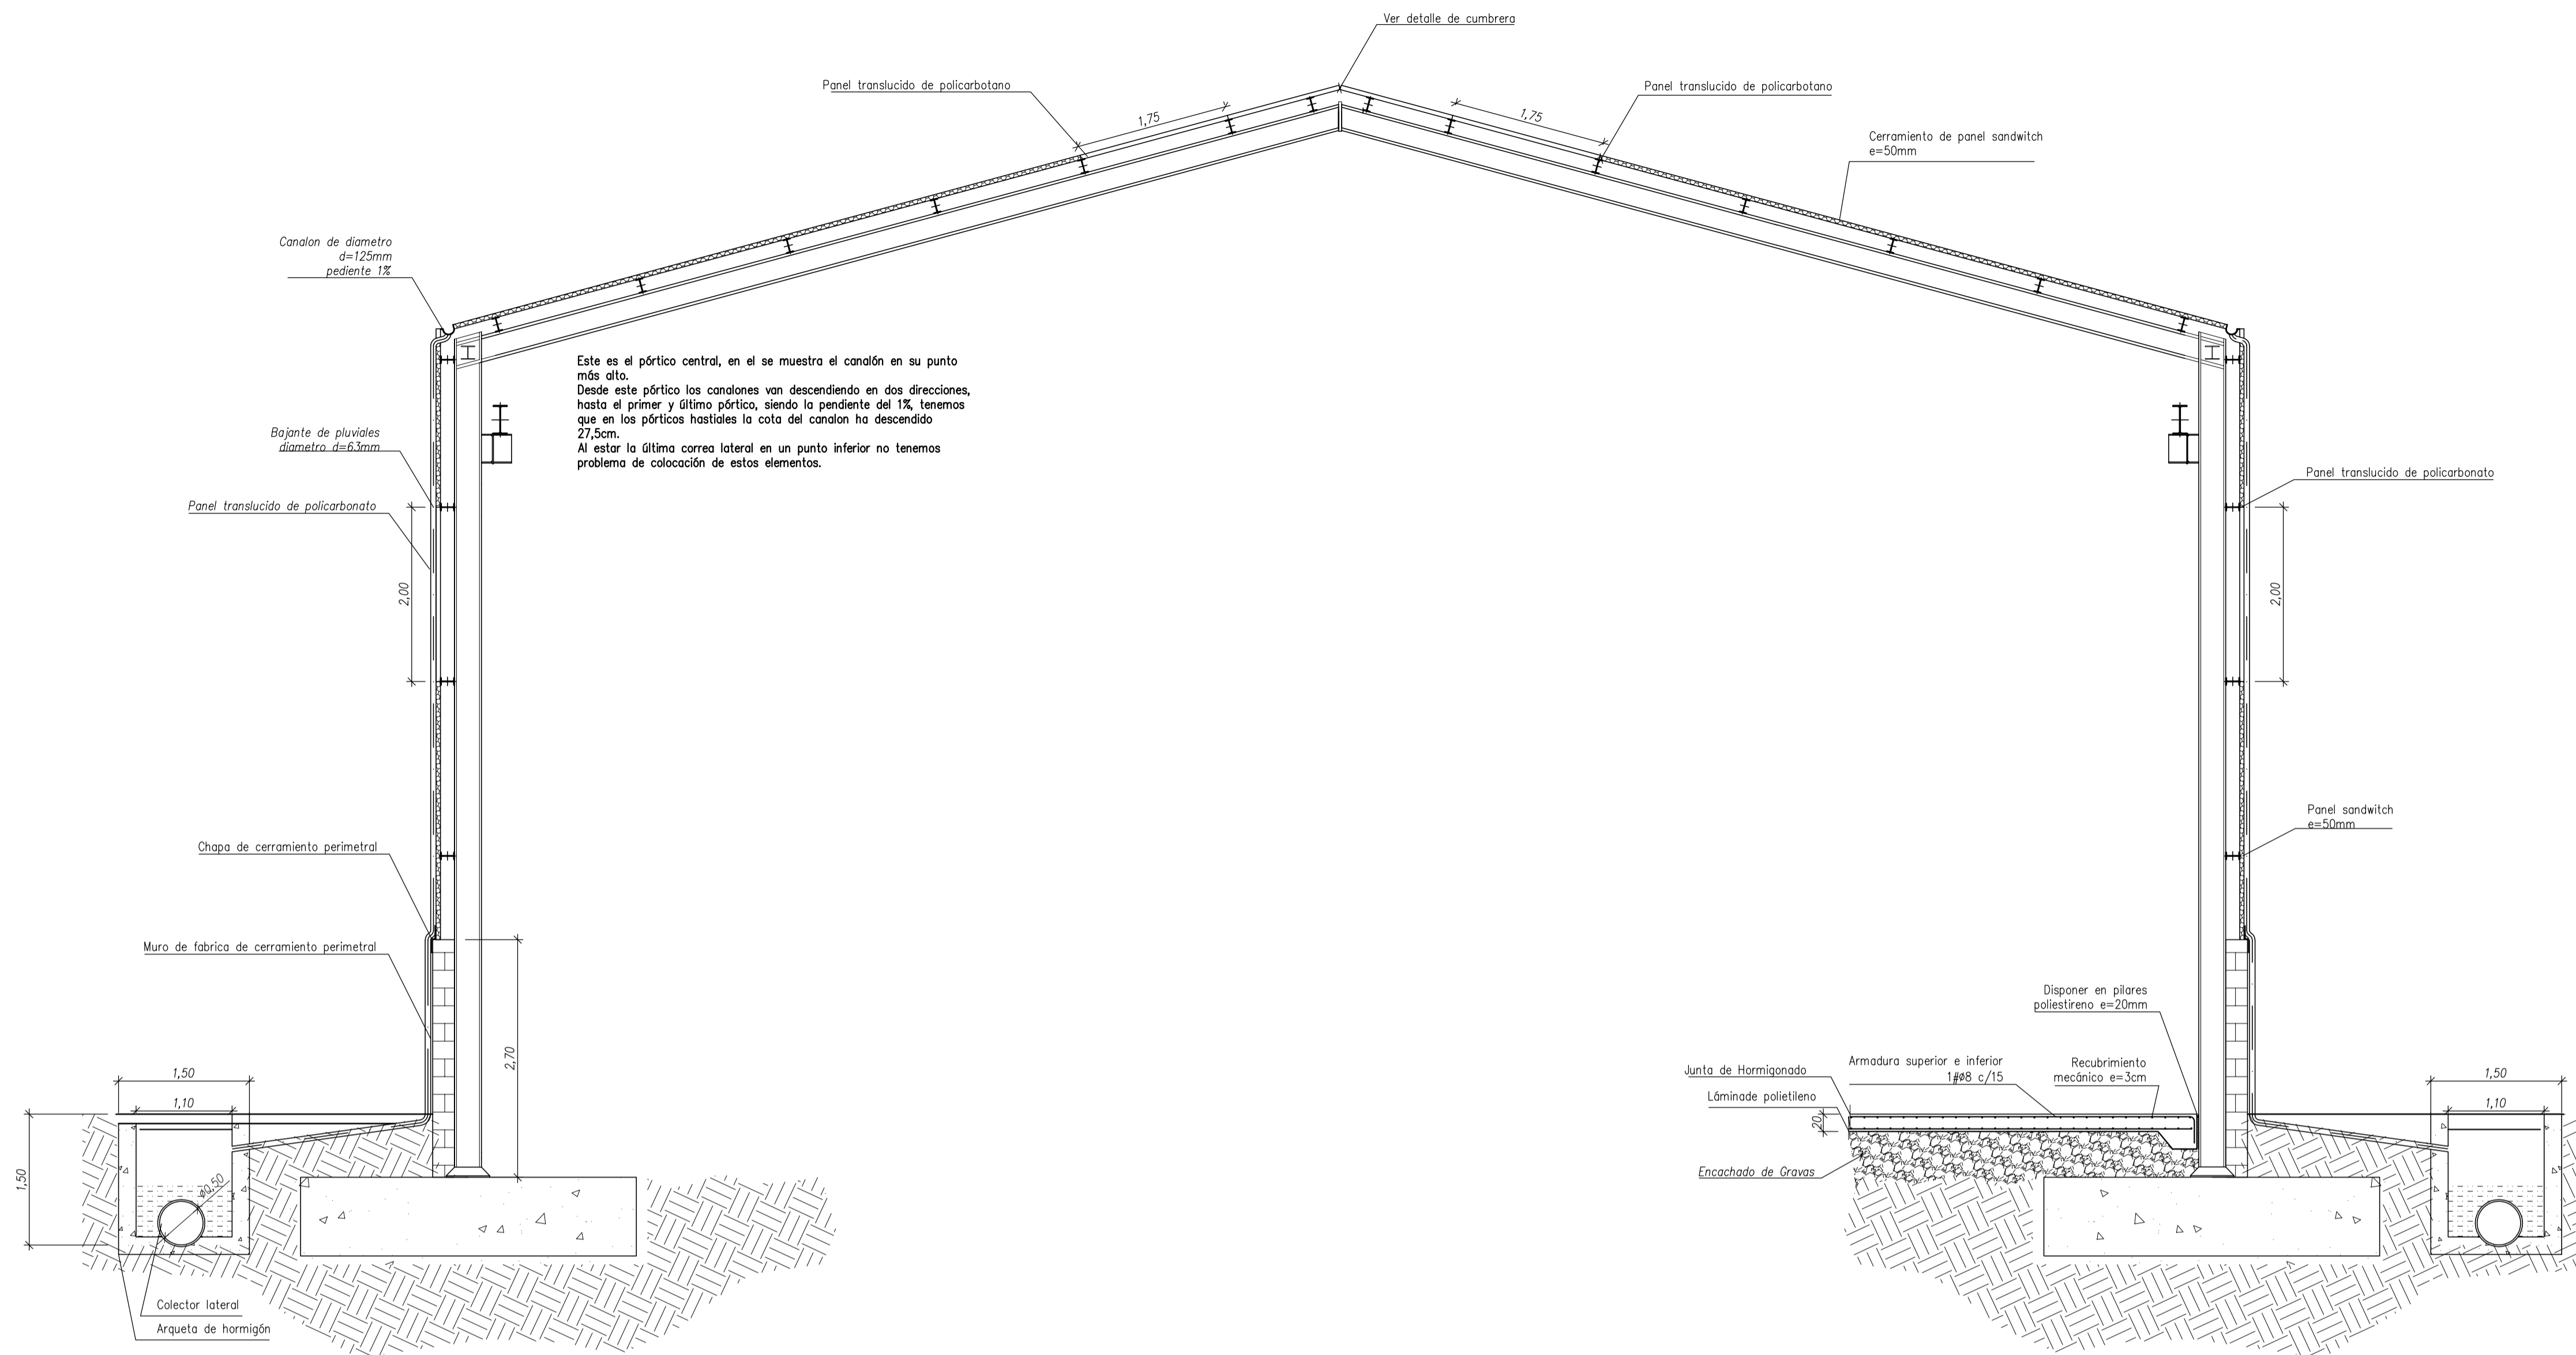 Ver detalle de cumbrera
Panel translucido de policarbotano
Panel translucido de policarbotano
1,75
1,75
Cerramiento de panel sandwitch
e=50mm
Canalon de diametro
d=125mm
pediente 1%
Este es el pórtico central, en el se muestra el canalón en su punto
más alto.
Desde este pórtico los canalones van descendiendo en dos direcciones,
hasta el primer y último pórtico, siendo la pendiente del 1%, tenemos
que en los pórticos hastiales la cota del canalon ha descendido
27,5cm.
Al estar la última correa lateral en un punto inferior no tenemos
problema de colocación de estos elementos.
Bajante de pluviales
diametro d=63mm
Panel translucido de policarbonato
Panel translucido de policarbonato
2,00
2,00
Panel sandwitch
e=50mm
Chapa de cerramiento perimetral
Muro de fabrica de cerramiento perimetral
2,70
Disponer en pilares
poliestireno e=20mm
Junta de Hormigonado
Armadura superior e inferior
1#ø8 c/15
Recubrimiento
mecánico e=3cm
Láminade polietileno
20
Encachado de Gravas
1,50
1,10
1,50
ø0,50
1,50
1,10
Colector lateral
Arqueta de hormigón